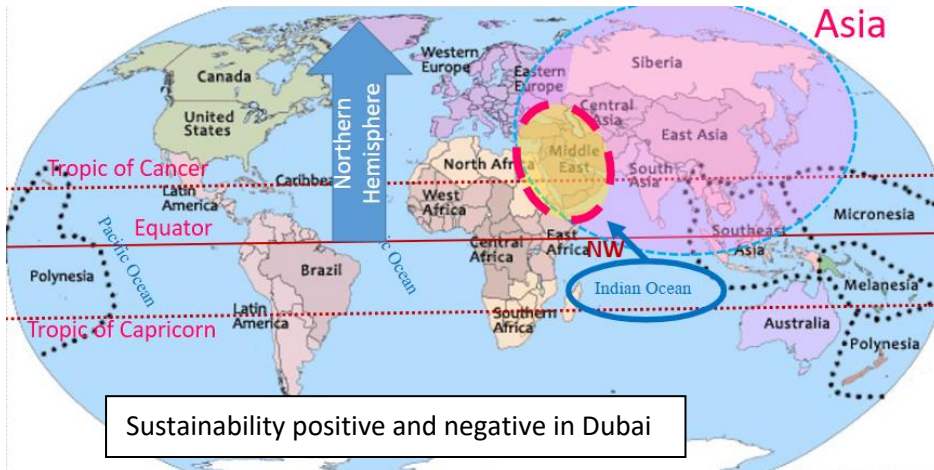 Asia
Western
Europe
Eastern
Europe
Siberia
Canada
Central
Asia
United
States
East Asia
Northern
Hemisphere
Middle
East
North Africa
South
Asia
Tropic of Cancer
Caribbea
Latin
America
West
Africa
Micronesia
Equator
East
Africa
NW
Southeast
Asia
Central
Africa
Pacific Ocean
Ocean
Polynesia
Brazil
Indian Ocean
Melanesia
Latin
America
Tropic of Capricorn
Southern
Africa
Australia
Polynesia
Sustainability positive and negative in Dubai